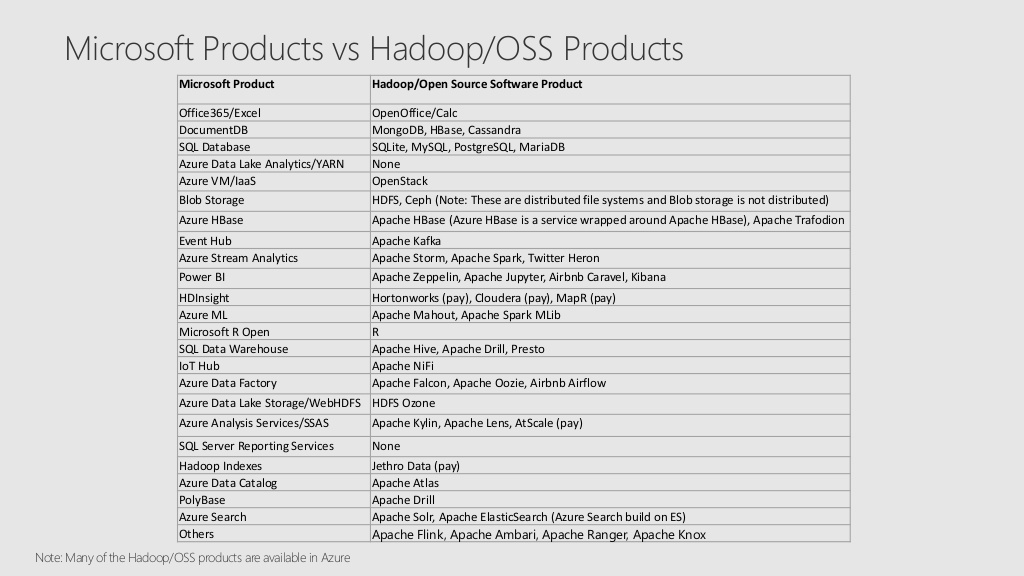 Microsoft Products vs Hadoop/OSS Products
Microsoft Product Hadoop/Open Source Software Product
Office365/Excel OpenOffice/Calc
DocumentDB MongoDB, HBase, Cassandra
SQL Database SQLite, MySQL, PostgreSQL, MariaDB
Azure Data Lake Analytics/YARN None
Azure VM/IaaS OpenStack
Blob Storage HDFS, Ceph (Note: These are distributed file systems and Blob storage is not distributed)
Azure HBase Apache HBase (Azure HBase is a service wrapped around Apache HBase), Apache Trafodion
Event Hub Apache Kafka
Azure Stream Analytics Apache Storm, Apache Spark, Twitter Heron
Power BI Apache Zeppelin, Apache Jupyter, Airbnb Caravel, Kibana
HDInsight Hortonworks (pay), Cloudera (pay), MapR (pay)
Azure ML Apache Mahout, Apache Spark MLib
Microsoft R Open R
SQL Data Warehouse Apache Hive, Apache Drill, Presto
IoT Hub Apache NiFi
Azure Data Factory Apache Falcon, Apache Oozie, Airbnb Airflow
Azure Data Lake Storage/WebHDFS HDFS Ozone
Azure Analysis Services/SSAS Apache Kylin, Apache Lens, AtScale (pay)
SQL Server Reporting Services None
Hadoop Indexes Jethro Data (pay)
Azure Data Catalog Apache Atlas
PolyBase Apache Drill
Azure Search Apache Solr, Apache ElasticSearch (Azure Search build on ES)
Others Apache Flink, Apache Ambari, Apache Ranger, Apache Knox
Note: Many of the Hadoop/OSS products are available in Azure